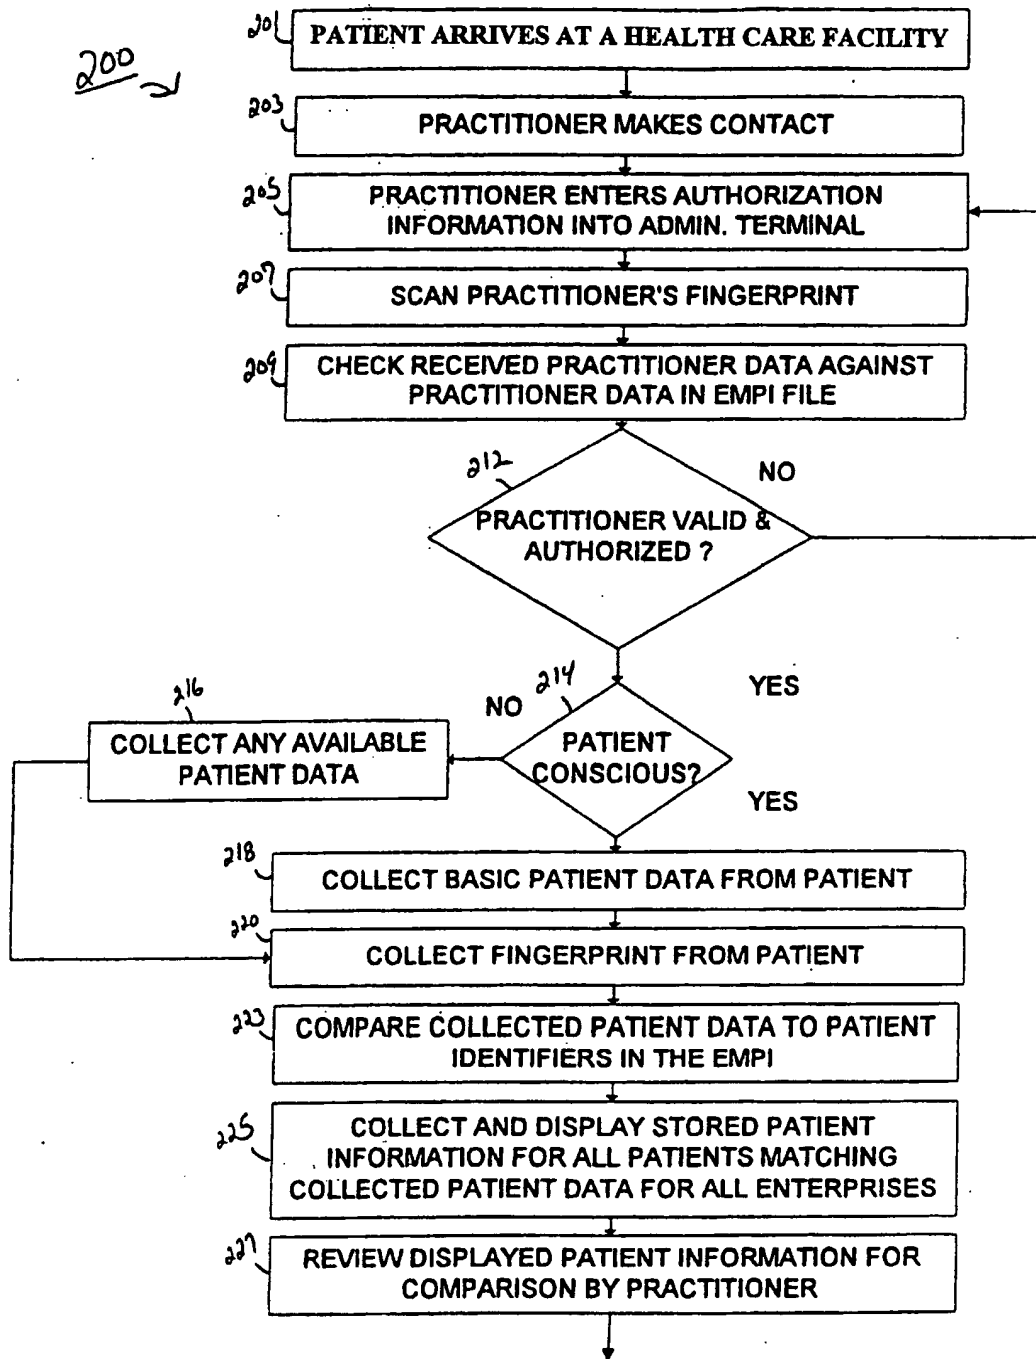 200
201
PATIENT ARRIVES AT A HEALTH CARE FACILITY
203
PRACTITIONER MAKES CONTACT
205
PRACTITIONER ENTERS AUTHORIZATION
INFORMATION INTO ADMIN. TERMINAL
207
SCAN PRACTITIONER'S FINGERPRINT
209
CHECK RECEIVED PRACTITIONER DATA AGAINST
PRACTITIONER DATA IN EMPI FILE
212
NO
PRACTITIONER VALID &
AUTHORIZED ?
YES
214
NO
PATIENT
CONSCIOUS?
YES
216
COLLECT ANY AVAILABLE
PATIENT DATA
218
COLLECT BASIC PATIENT DATA FROM PATIENT
220
COLLECT FINGERPRINT FROM PATIENT
223
COMPARE COLLECTED PATIENT DATA TO PATIENT
IDENTIFIERS IN THE EMPI
225
COLLECT AND DISPLAY STORED PATIENT
INFORMATION FOR ALL PATIENTS MATCHING
COLLECTED PATIENT DATA FOR ALL ENTERPRISES
227
REVIEW DISPLAYED PATIENT INFORMATION FOR
COMPARISON BY PRACTITIONER